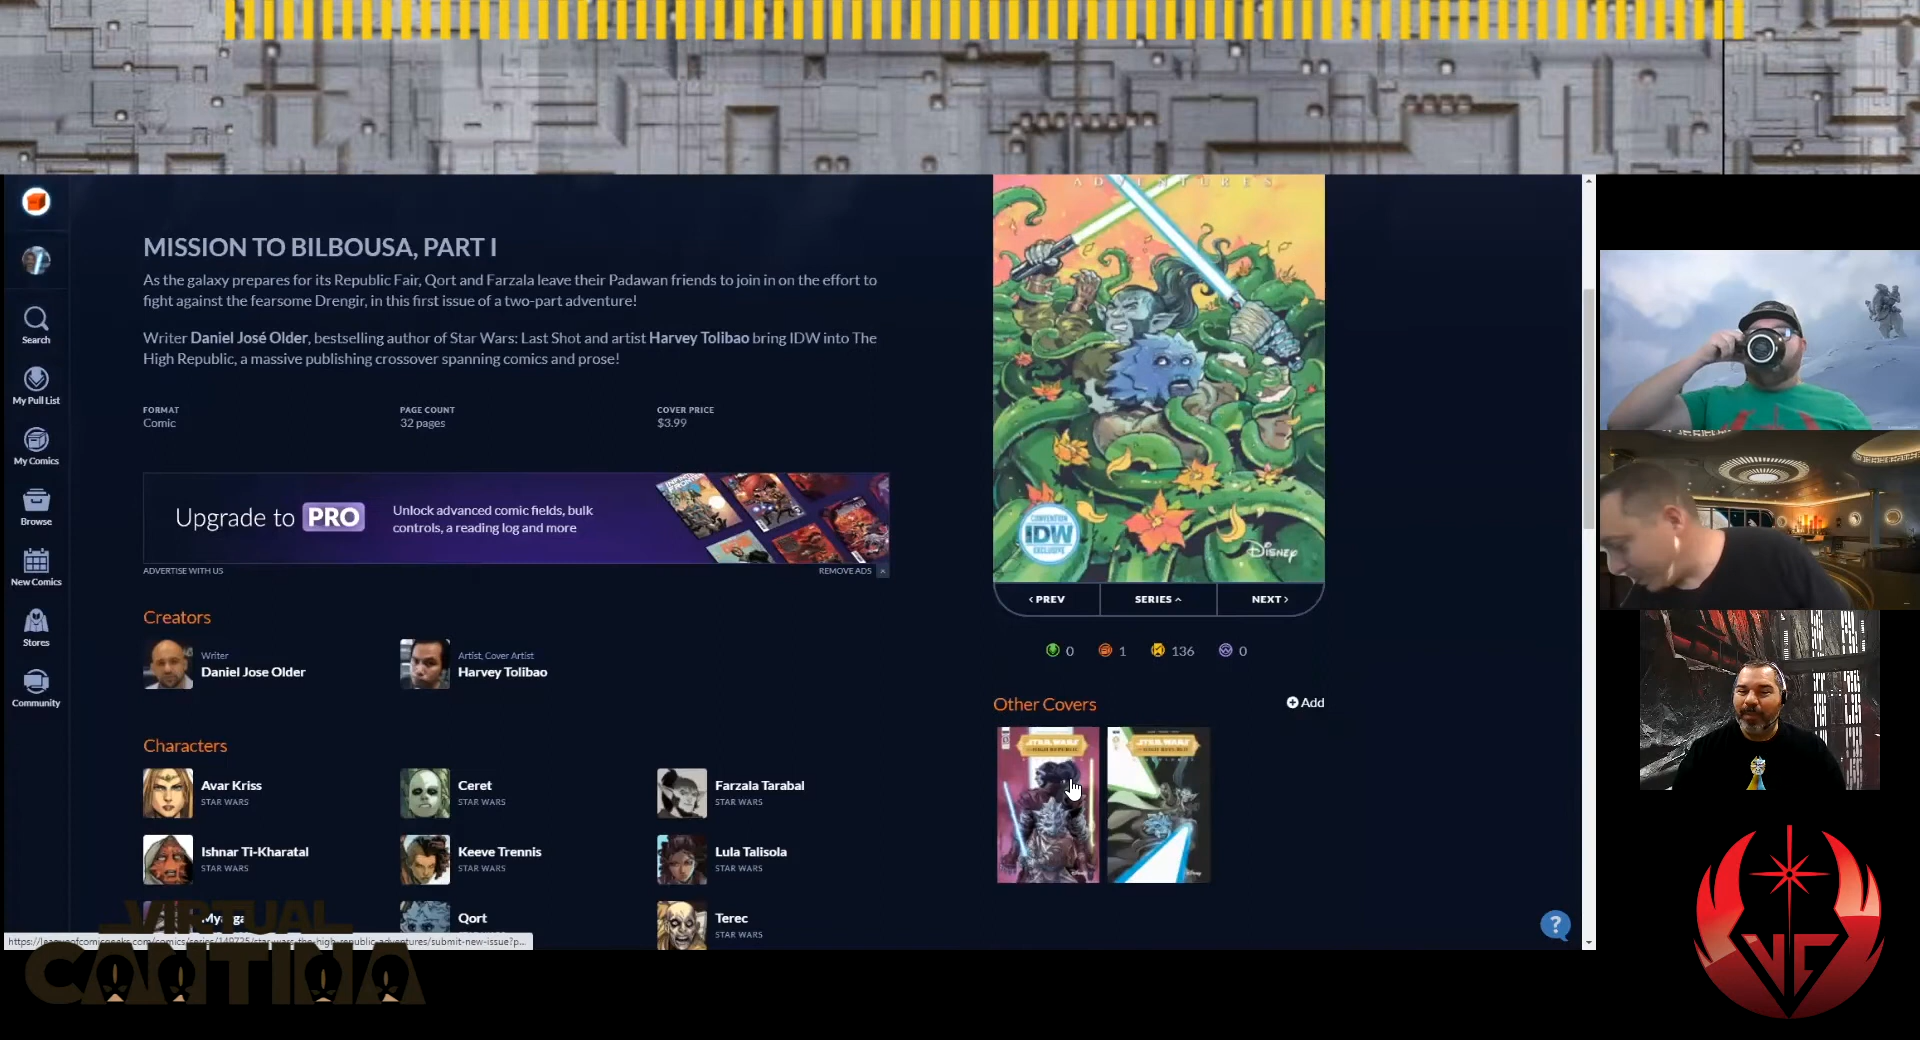 ADVENTURES
MISSION TO BILBOUSA, PART I
As the galaxy prepares for its Republic Fair, Qort and Farzala leave their Padawan friends to join in on the effort to
fight against the fearsome Drengir, in this first issue of a two-part adventure!
Writer Daniel José Older, bestselling author of Star Wars: Last Shot and artist Harvey Tolibao bring IDW into The
High Republic, a massive publishing crossover spanning comics and prose!
FORMAT
Comic
PAGE COUNT
32 pages
COVER PRICE
$3.99
Upgrade to PRO
Unlock advanced comic fields, bulk
controls, a reading log and more
ADVERTISE WITH US
REMOVE ADS
Creators
Writer
Daniel Jose Older
Artist, Cover Artist
Harvey Tolibao
Characters
Avar Kriss
STAR WARS
Ceret
STAR WARS
Farzala Tarabal
STAR WARS
Ishnar Ti-Kharatal
STAR WARS
Keeve Trennis
STAR WARS
Lula Talisola
STAR WARS
Qort
Terec
STAR WARS
Search
My Pull List
My Comics
Browse
New Comics
Stores
Community
CONVENTION
IDW
EXCLUSIVE
Disney
‹ PREV
SERIES
NEXT ›
0
1
136
0
Other Covers
Add
STAR WARS
STAR WARS
?
VIRTUAL
CANTINA
VC